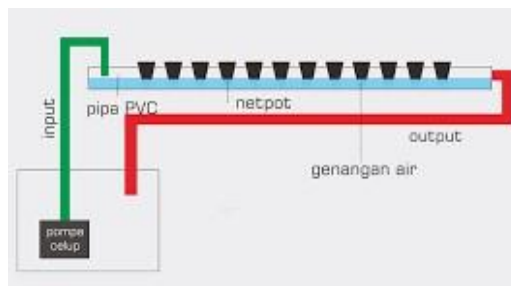 pipa PVC
netpot
input
output
genangan air
pompa
celup